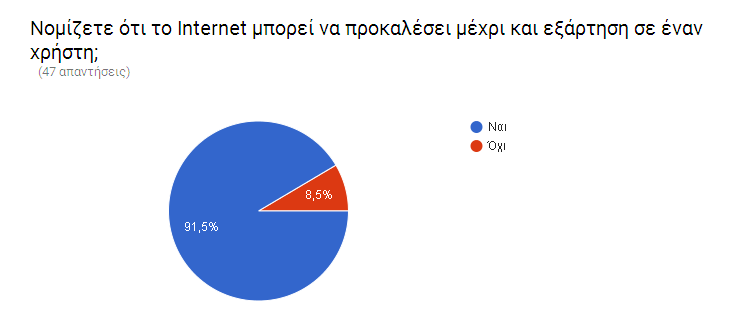 Νομίζετε ότι το Internet μπορεί να προκαλέσει μέχρι και εξάρτηση σε έναν
χρήστη;
(47 απαντήσεις)
Ναι
Όχι
8,5%
91,5%